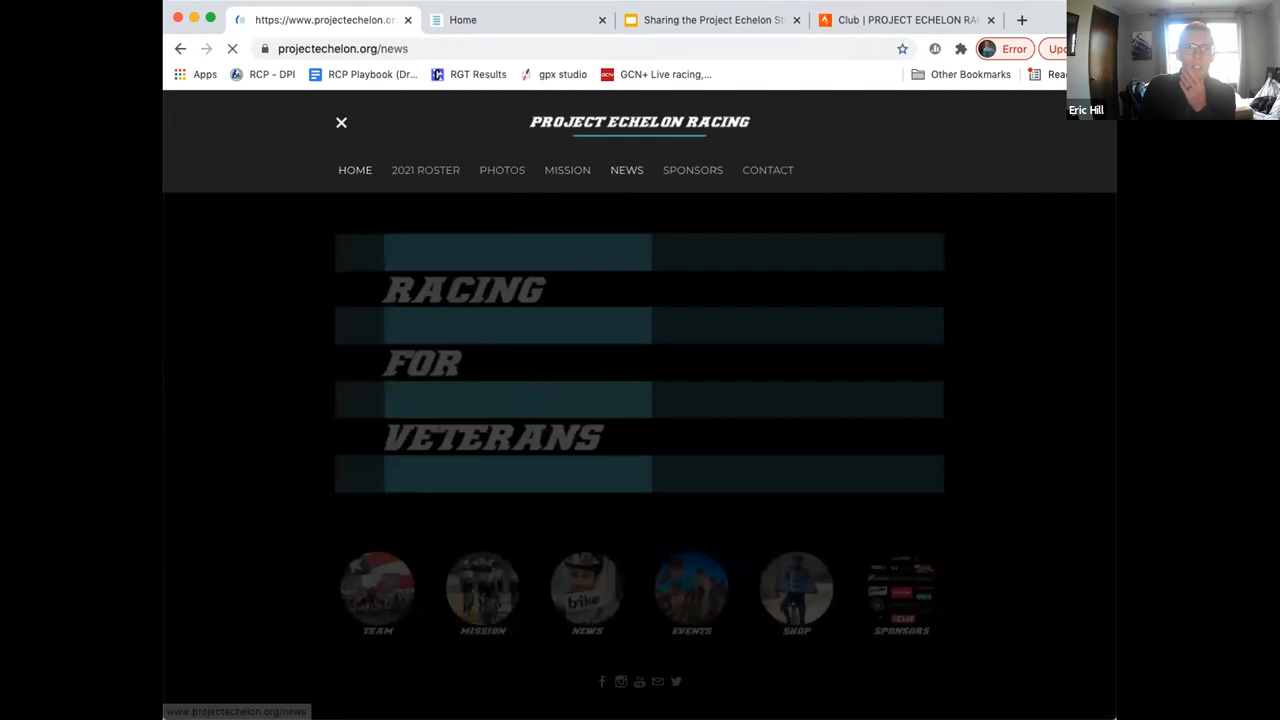 https://www.projectechelon.or
Home
Sharing the Project Echelon St
Club | PROJECT ECHELON RA
projectechelon.org/news
Error
Apps
RCP - DPI
RCP Playbook (Dr...
RGT Results
gpx studio
GCN+ Live racing,...
Other Bookmarks
Eric Hill
PROJECT ECHELON RACING
HOME
2021 ROSTER
PHOTOS
MISSION
NEWS
SPONSORS
CONTACT
RACING
FOR
VETERANS
bike
TEAM
MISSION
NEWS
EVENTS
SHOP
SPONSORS
www.projectechelon.org/news